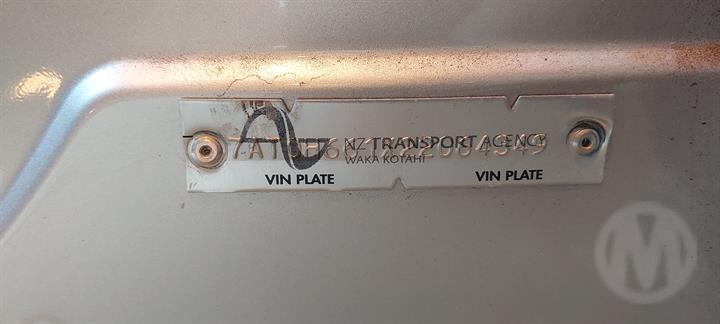 NZ TRANSPORT AGENCY
WAKA KOTAHI
VIN PLATE VIN PLATE
M